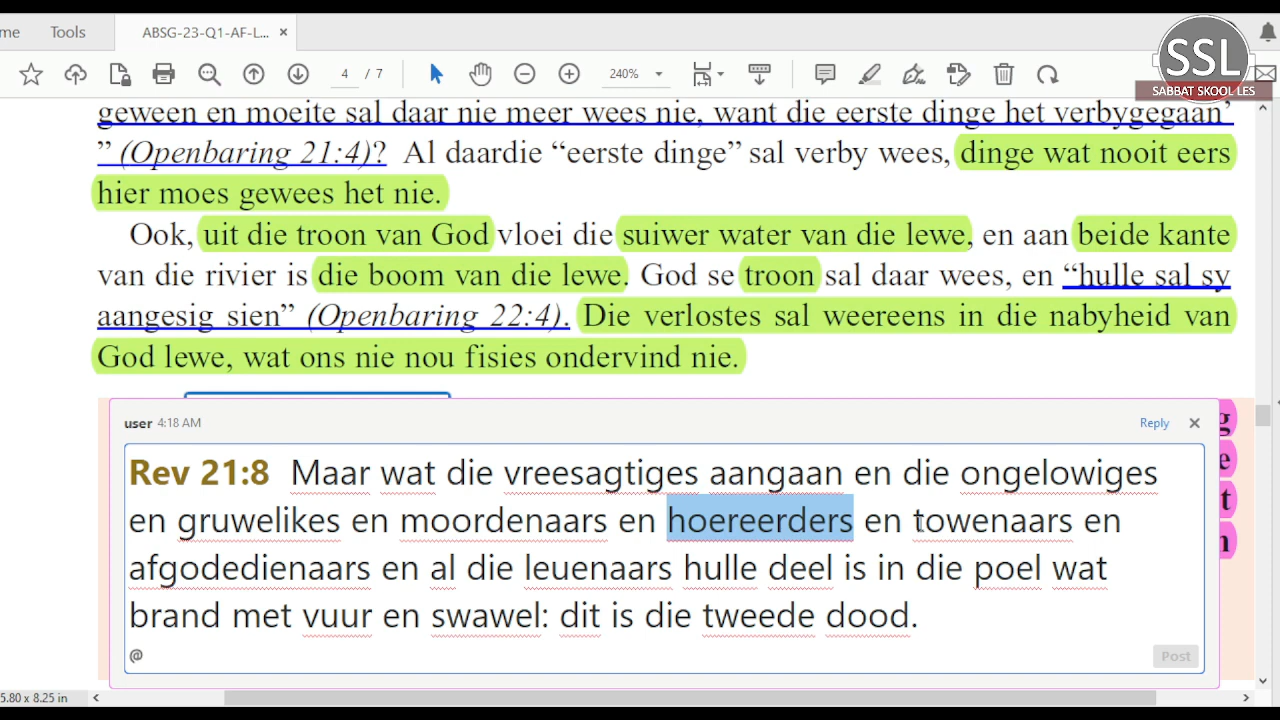 me Tools ABSG-23-Q1-AF-L... ×
4 / 7 240%
SSL
SABBAT SKOOL LES
geween en moeite sal daar nie meer wees nie, want die eerste dinge het verbygegaan’
” (Openbaring 21:4)? Al daardie “eerste dinge” sal verby wees, dinge wat nooit eers
hier moes gewees het nie.
Ook, uit die troon van God vloei die suiwer water van die lewe, en aan beide kante
van die rivier is die boom van die lewe. God se troon sal daar wees, en “hulle sal sy
aangesig sien” (Openbaring 22:4). Die verlostes sal weereens in die nabyheid van
God lewe, wat ons nie nou fisies ondervind nie.
user 4:18 AM Reply ×
Rev 21:8 Maar wat die vreesagtiges aangaan en die ongelowiges
en gruwelikes en moordenaars en hoereerders en towenaars en
afgodedienaars en al die leuenaars hulle deel is in die poel wat
brand met vuur en swawel: dit is die tweede dood.
@ Post
g
e
t
n
5.80 x 8.25 in